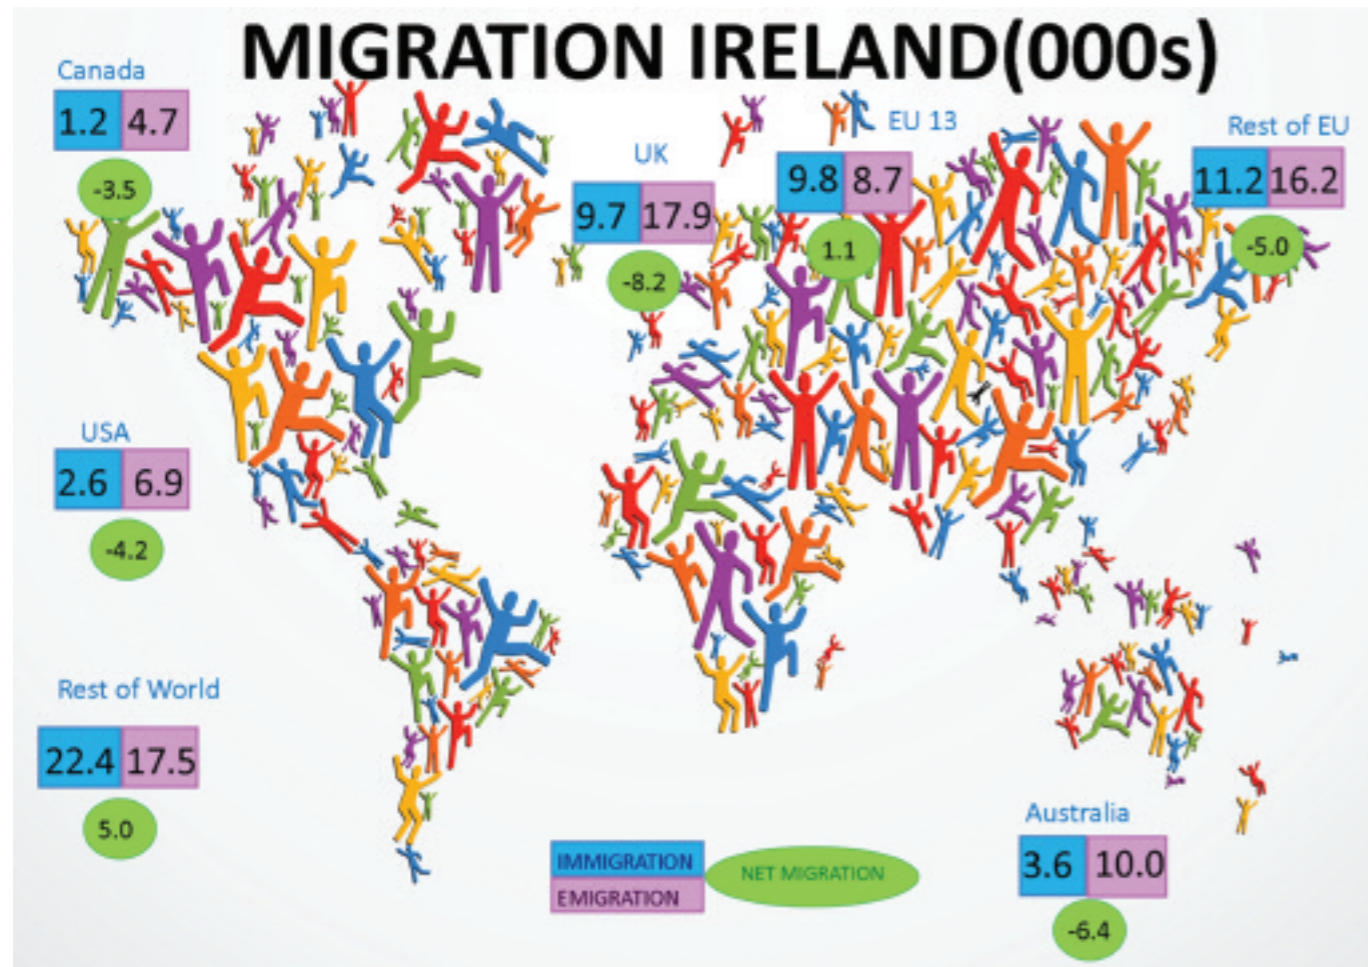 MIGRATION IRELAND(000s)
Canada
1.2 4.7
-3.5
UK
9.7 17.9
-8.2
EU 13
9.8 8.7
1.1
Rest of EU
11.2 16.2
-5.0
USA
2.6 6.9
-4.2
Rest of World
22.4 17.5
5.0
IMMIGRATION
EMIGRATION
NET MIGRATION
Australia
3.6 10.0
-6.4